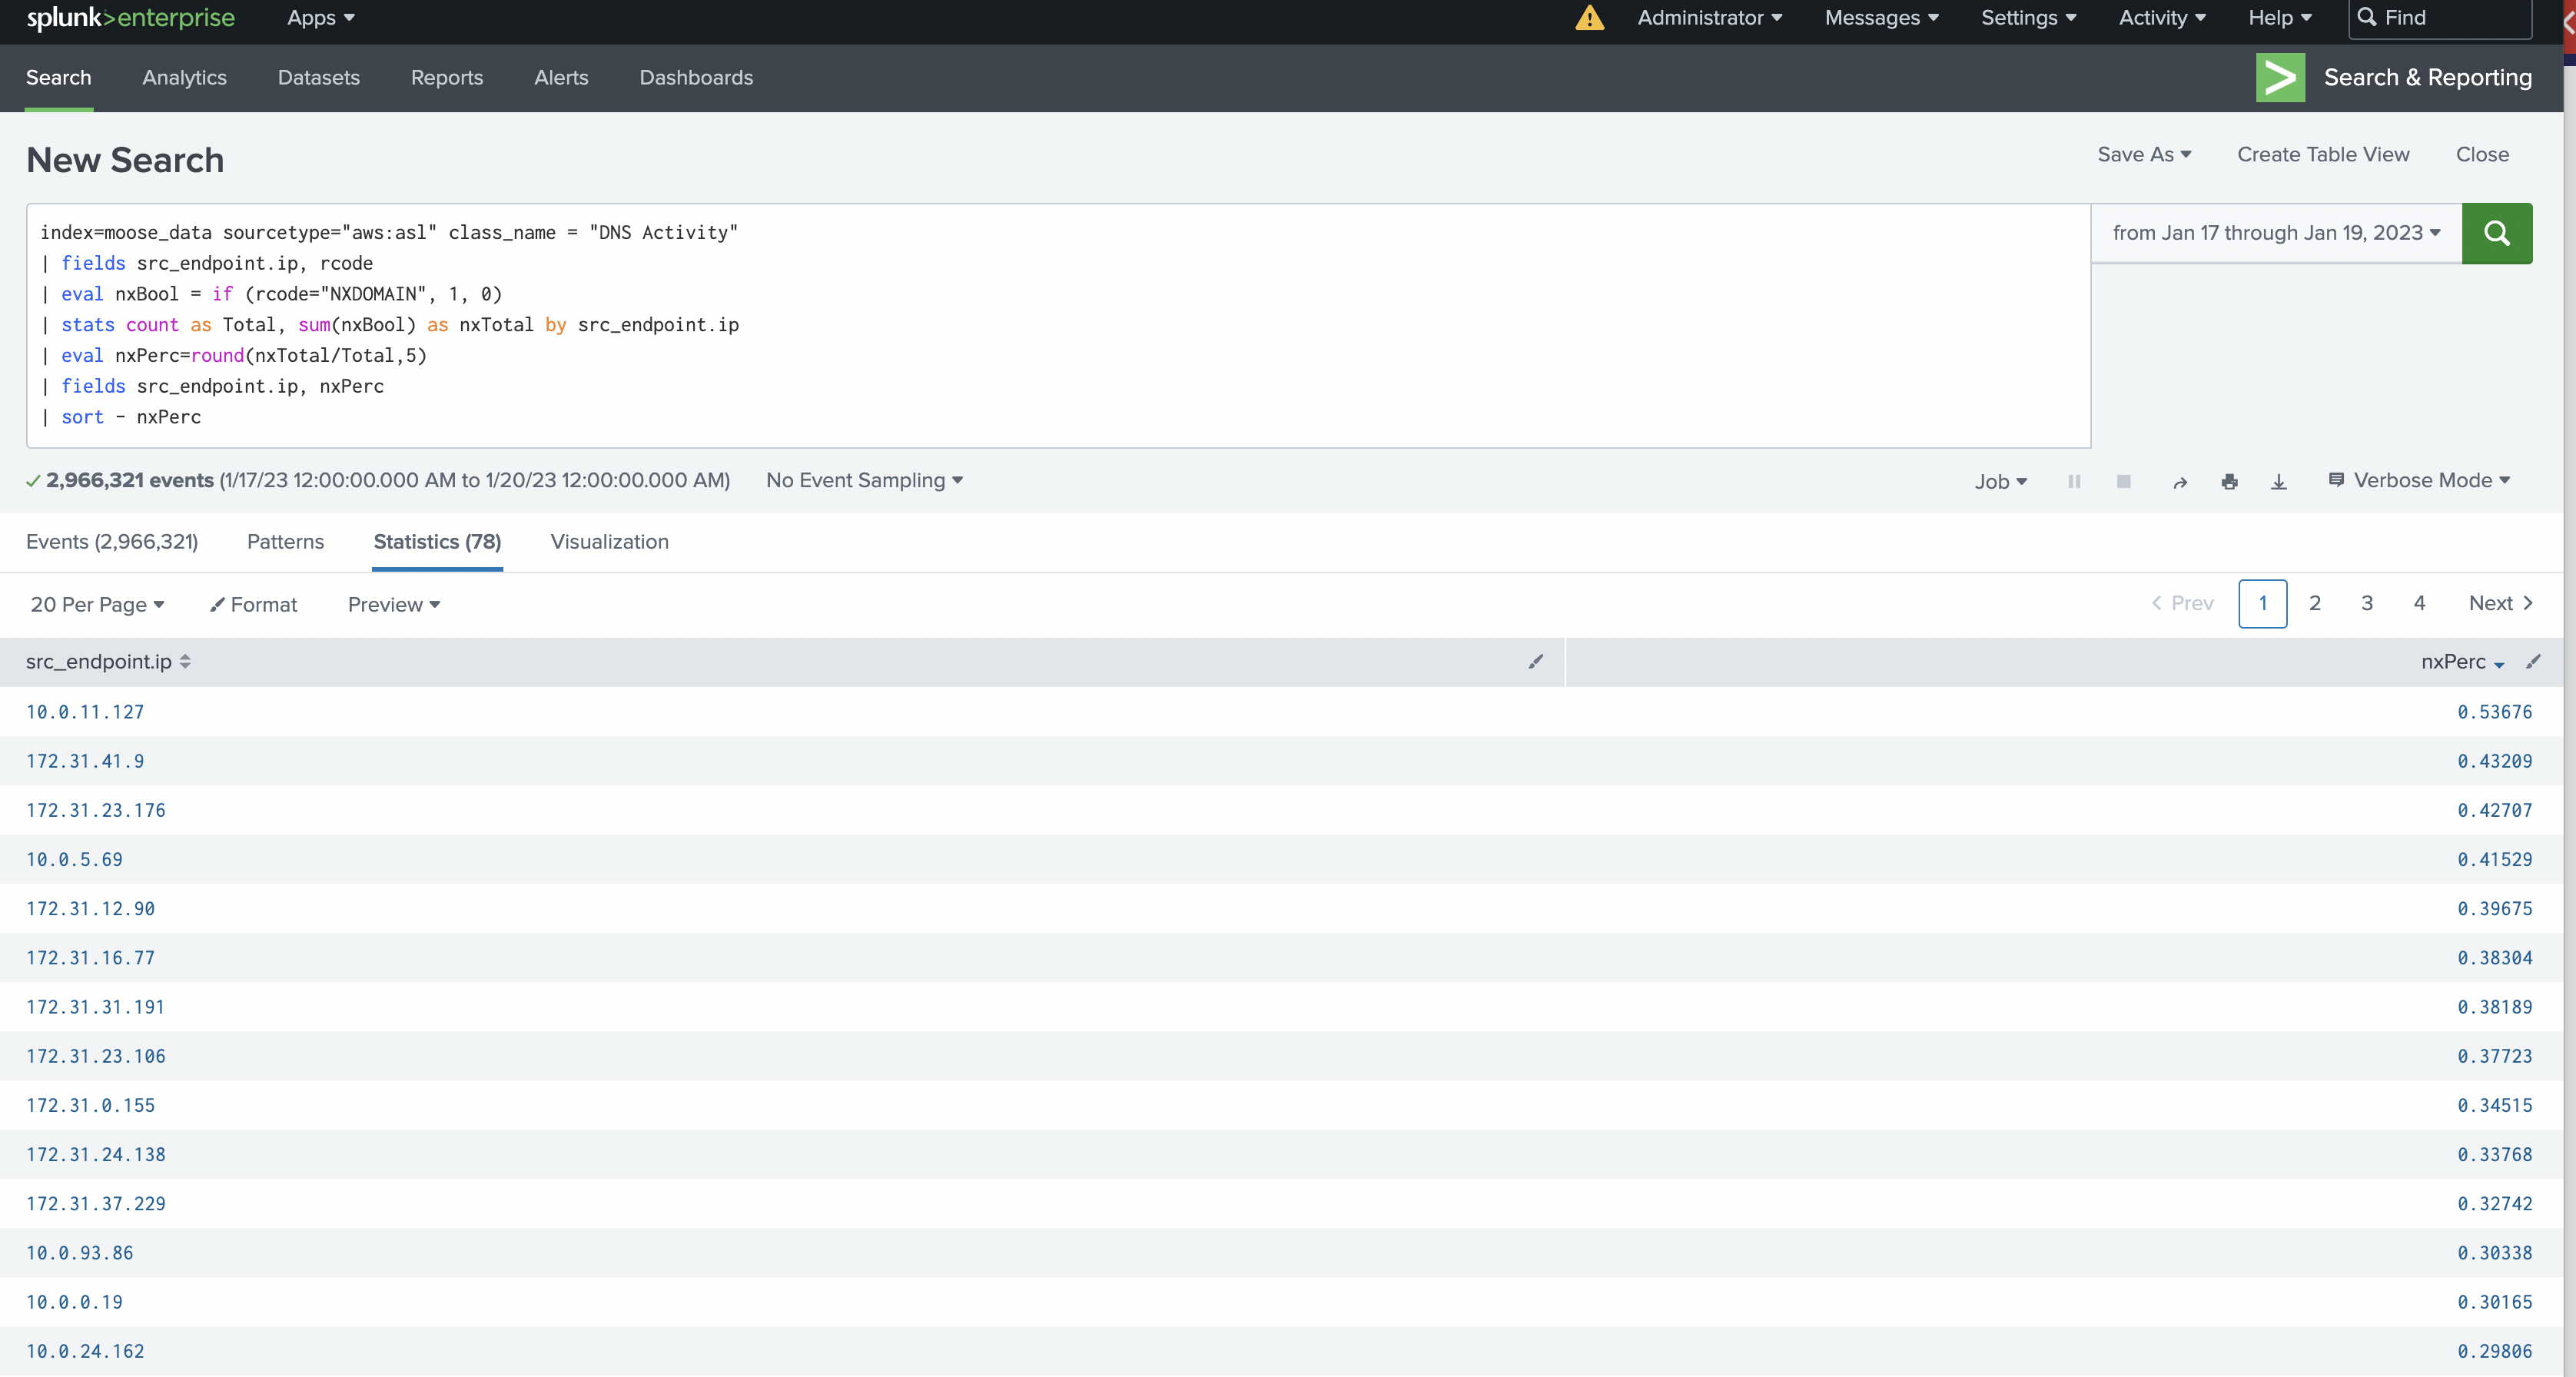 splunk>enterprise Apps Administrator Messages Settings Activity Help Find
Search Analytics Datasets Reports Alerts Dashboards Search & Reporting
New Search Save As Create Table View Close
index=moose_data sourcetype="aws:asl" class_name = "DNS Activity" from Jan 17 through Jan 19, 2023
| fields src_endpoint.ip, rcode
| eval nxBool = if (rcode="NXDOMAIN", 1, 0)
| stats count as Total, sum(nxBool) as nxTotal by src_endpoint.ip
| eval nxPerc=round(nxTotal/Total,5)
| fields src_endpoint.ip, nxPerc
| sort - nxPerc
2,966,321 events (1/17/23 12:00:00.000 AM to 1/20/23 12:00:00.000 AM) No Event Sampling Job Verbose Mode
Events (2,966,321) Patterns Statistics (78) Visualization
20 Per Page Format Preview < Prev 1 2 3 4 Next >
src_endpoint.ip nxPerc
10.0.11.127 0.53676
172.31.41.9 0.43209
172.31.23.176 0.42707
10.0.5.69 0.41529
172.31.12.90 0.39675
172.31.16.77 0.38304
172.31.31.191 0.38189
172.31.23.106 0.37723
172.31.0.155 0.34515
172.31.24.138 0.33768
172.31.37.229 0.32742
10.0.93.86 0.30338
10.0.0.19 0.30165
10.0.24.162 0.29806